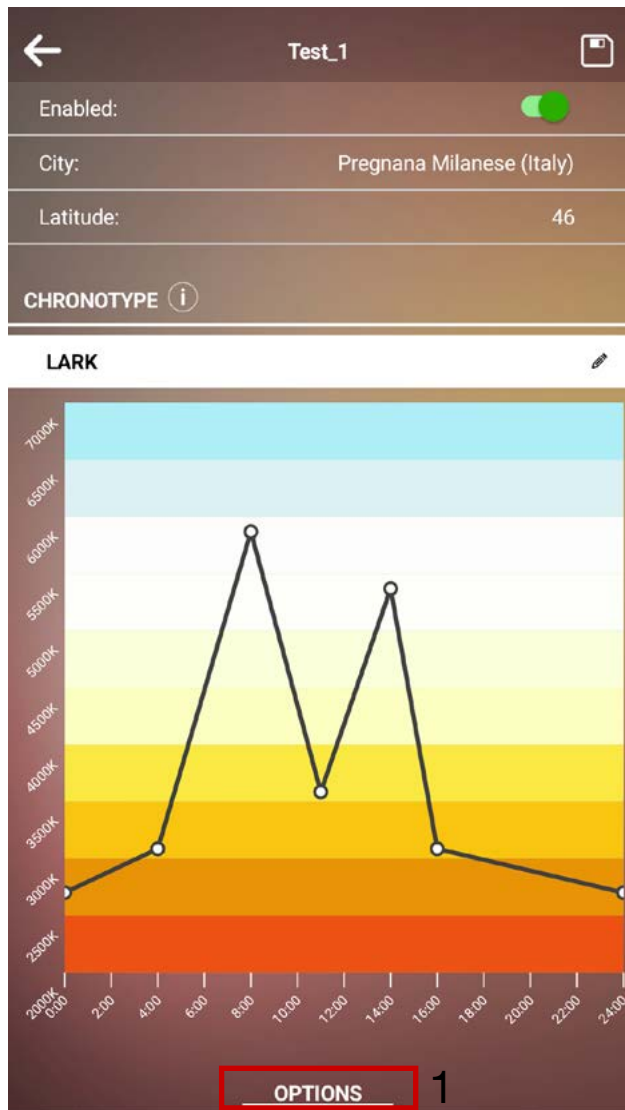 Test_1
Enabled:
City: Pregnana Milanese (Italy)
Latitude: 46
CHRONOTYPE i
LARK
7000K
6500K
6000K
5500K
5000K
4500K
4000K
3500K
3000K
2500K
2000K
0:00 2:00 4:00 6:00 8:00 10:00 12:00 14:00 16:00 18:00 20:00 22:00 24:00
OPTIONS 1